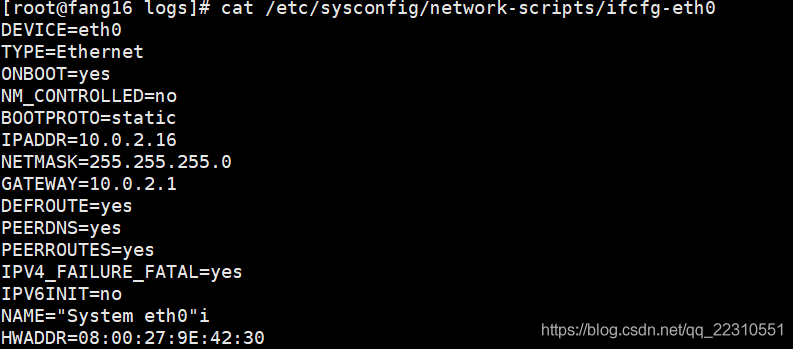 [root@fang16 logs]# cat /etc/sysconfig/network-scripts/ifcfg-eth0
DEVICE=eth0
TYPE=Ethernet
ONBOOT=yes
NM_CONTROLLED=no
BOOTPROTO=static
IPADDR=10.0.2.16
NETMASK=255.255.255.0
GATEWAY=10.0.2.1
DEFROUTE=yes
PEERDNS=yes
PEERROUTES=yes
IPV4_FAILURE_FATAL=yes
IPV6INIT=no
NAME="System eth0"i
HWADDR=08:00:27:9E:42:30
https://blog.csdn.net/qq_22310551